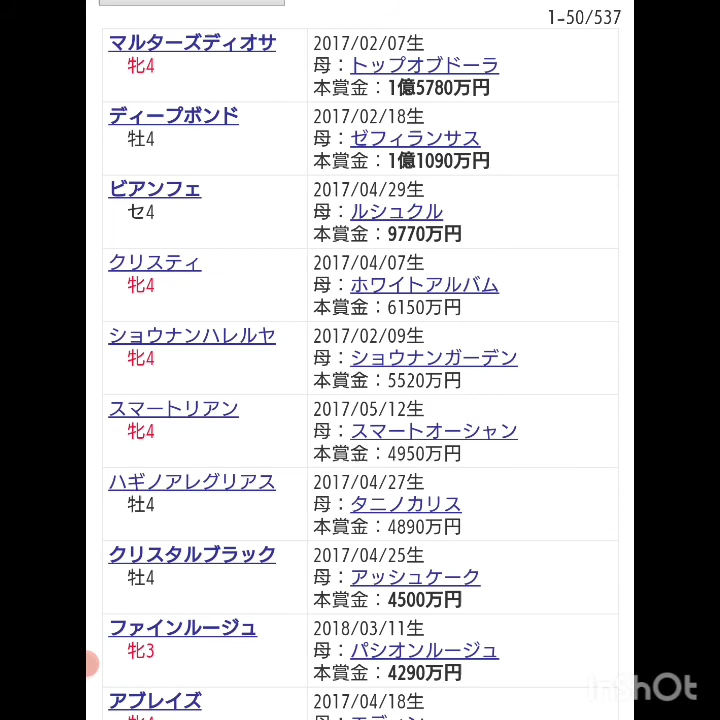 1-50/537
マルターズディオサ
牝4
2017/02/07生
母：トップオブドーラ
本賞金：1億5780万円
ディープボンド
牡4
2017/02/18生
母：ゼフィランサス
本賞金：1億1090万円
ビアンフェ
セ4
2017/04/29生
母：ルシュクル
本賞金：9770万円
クリスティ
牝4
2017/04/07生
母：ホワイトアルバム
本賞金：6150万円
ショウナンハレルヤ
牝4
2017/02/09生
母：ショウナンガーデン
本賞金：5520万円
スマートリアン
牝4
2017/05/12生
母：スマートオーシャン
本賞金：4950万円
ハギノアレグリアス
牡4
2017/04/27生
母：タニノカリス
本賞金：4890万円
クリスタルブラック
牡4
2017/04/25生
母：アッシュケーク
本賞金：4500万円
ファインルージュ
牝3
2018/03/11生
母：パシオンルージュ
本賞金：4290万円
アブレイズ
2017/04/18生
InShOt